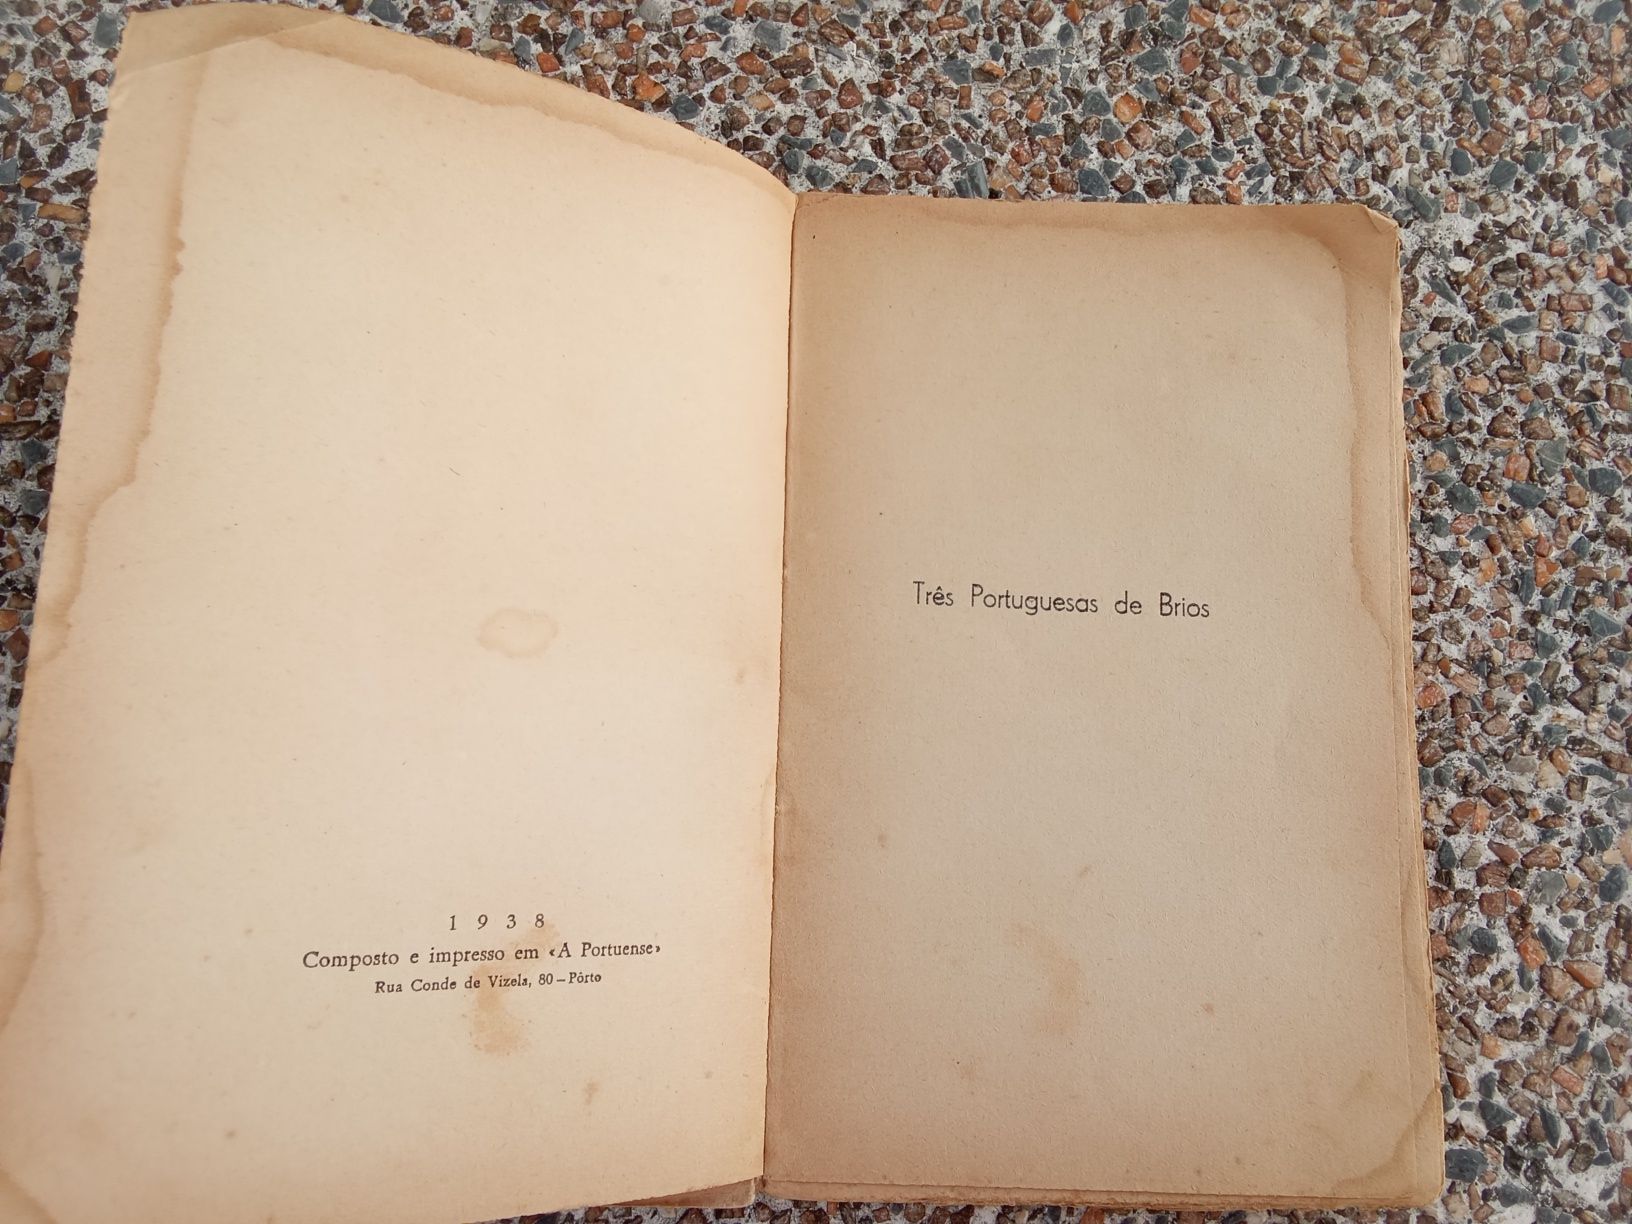 1 9 3 8
Composto e impresso em «A Portuense»
Rua Conde de Vizela, 80 – Pôrto
Três Portuguesas de Brios